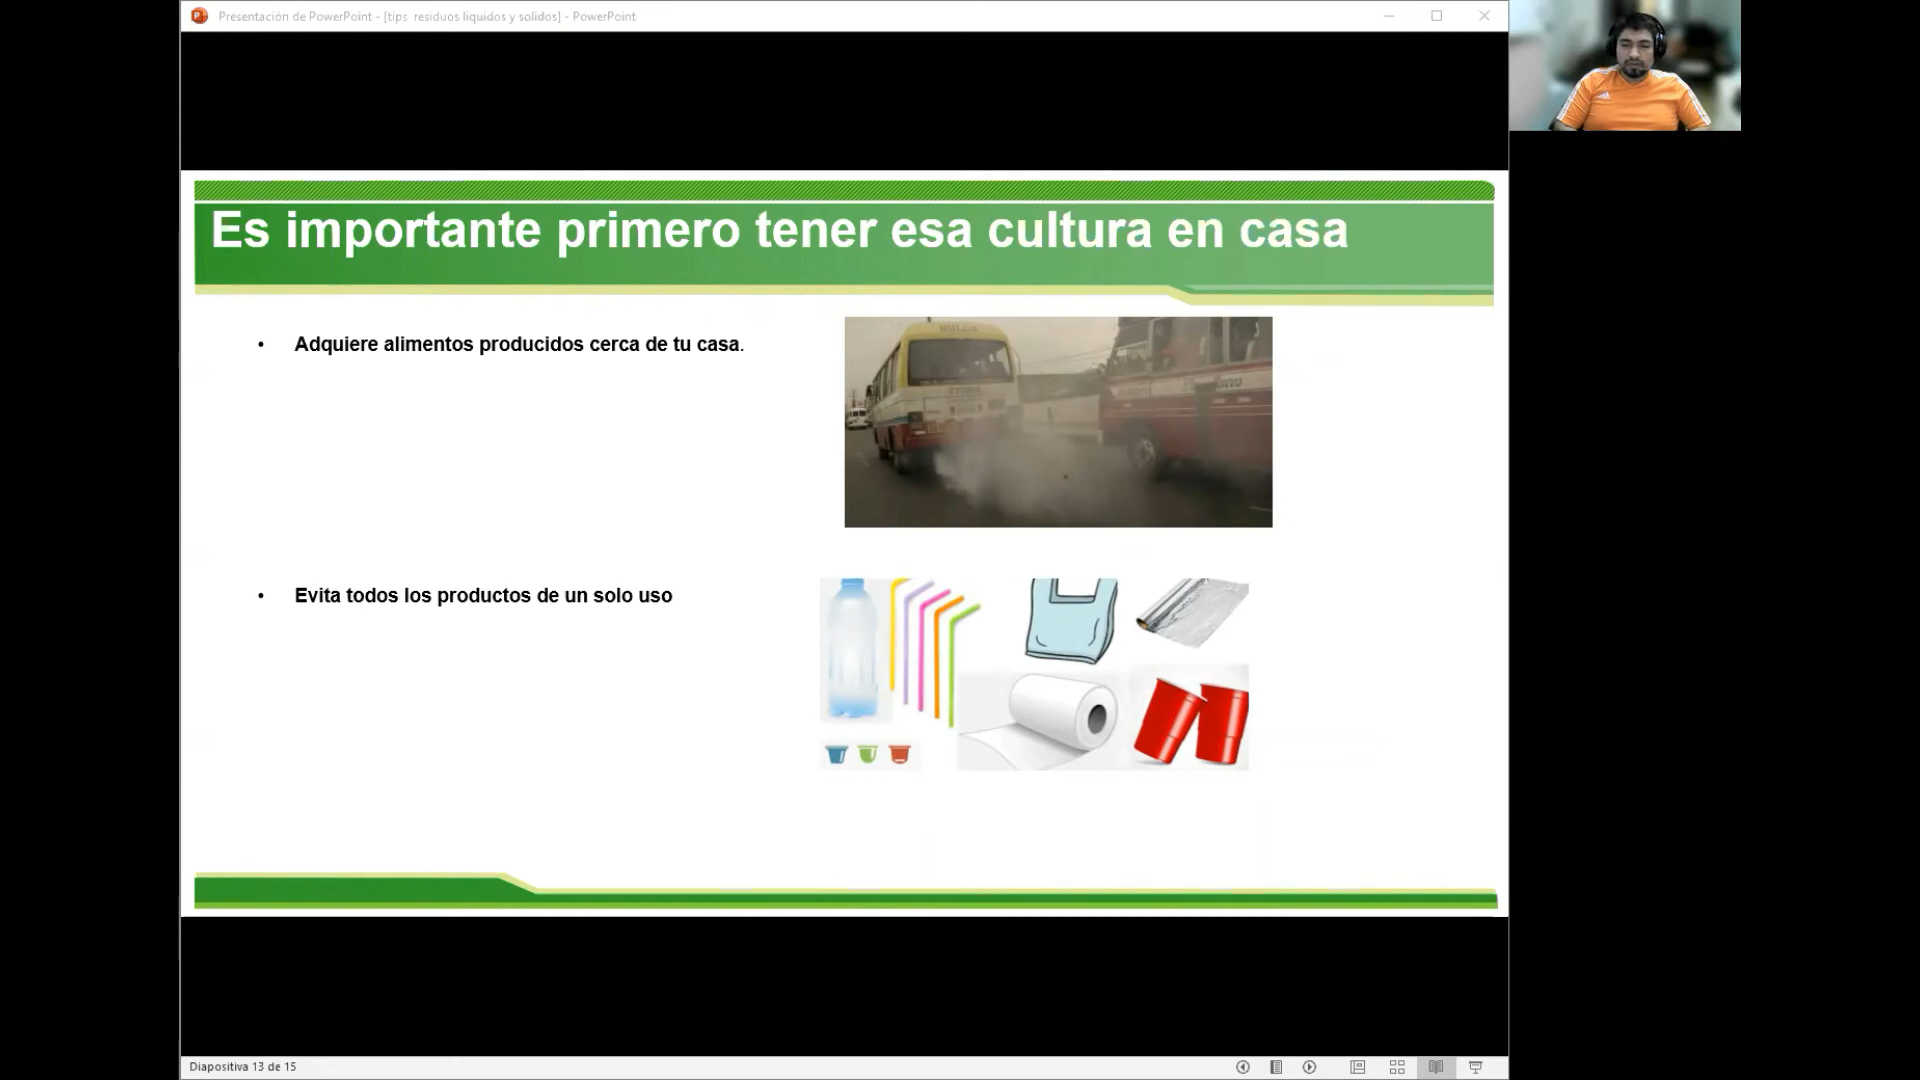 Presentación de PowerPoint - [tips residuos liquidos y solidos] - PowerPoint
Es importante primero tener esa cultura en casa
• Adquiere alimentos producidos cerca de tu casa.
• Evita todos los productos de un solo uso
Diapositiva 13 de 15